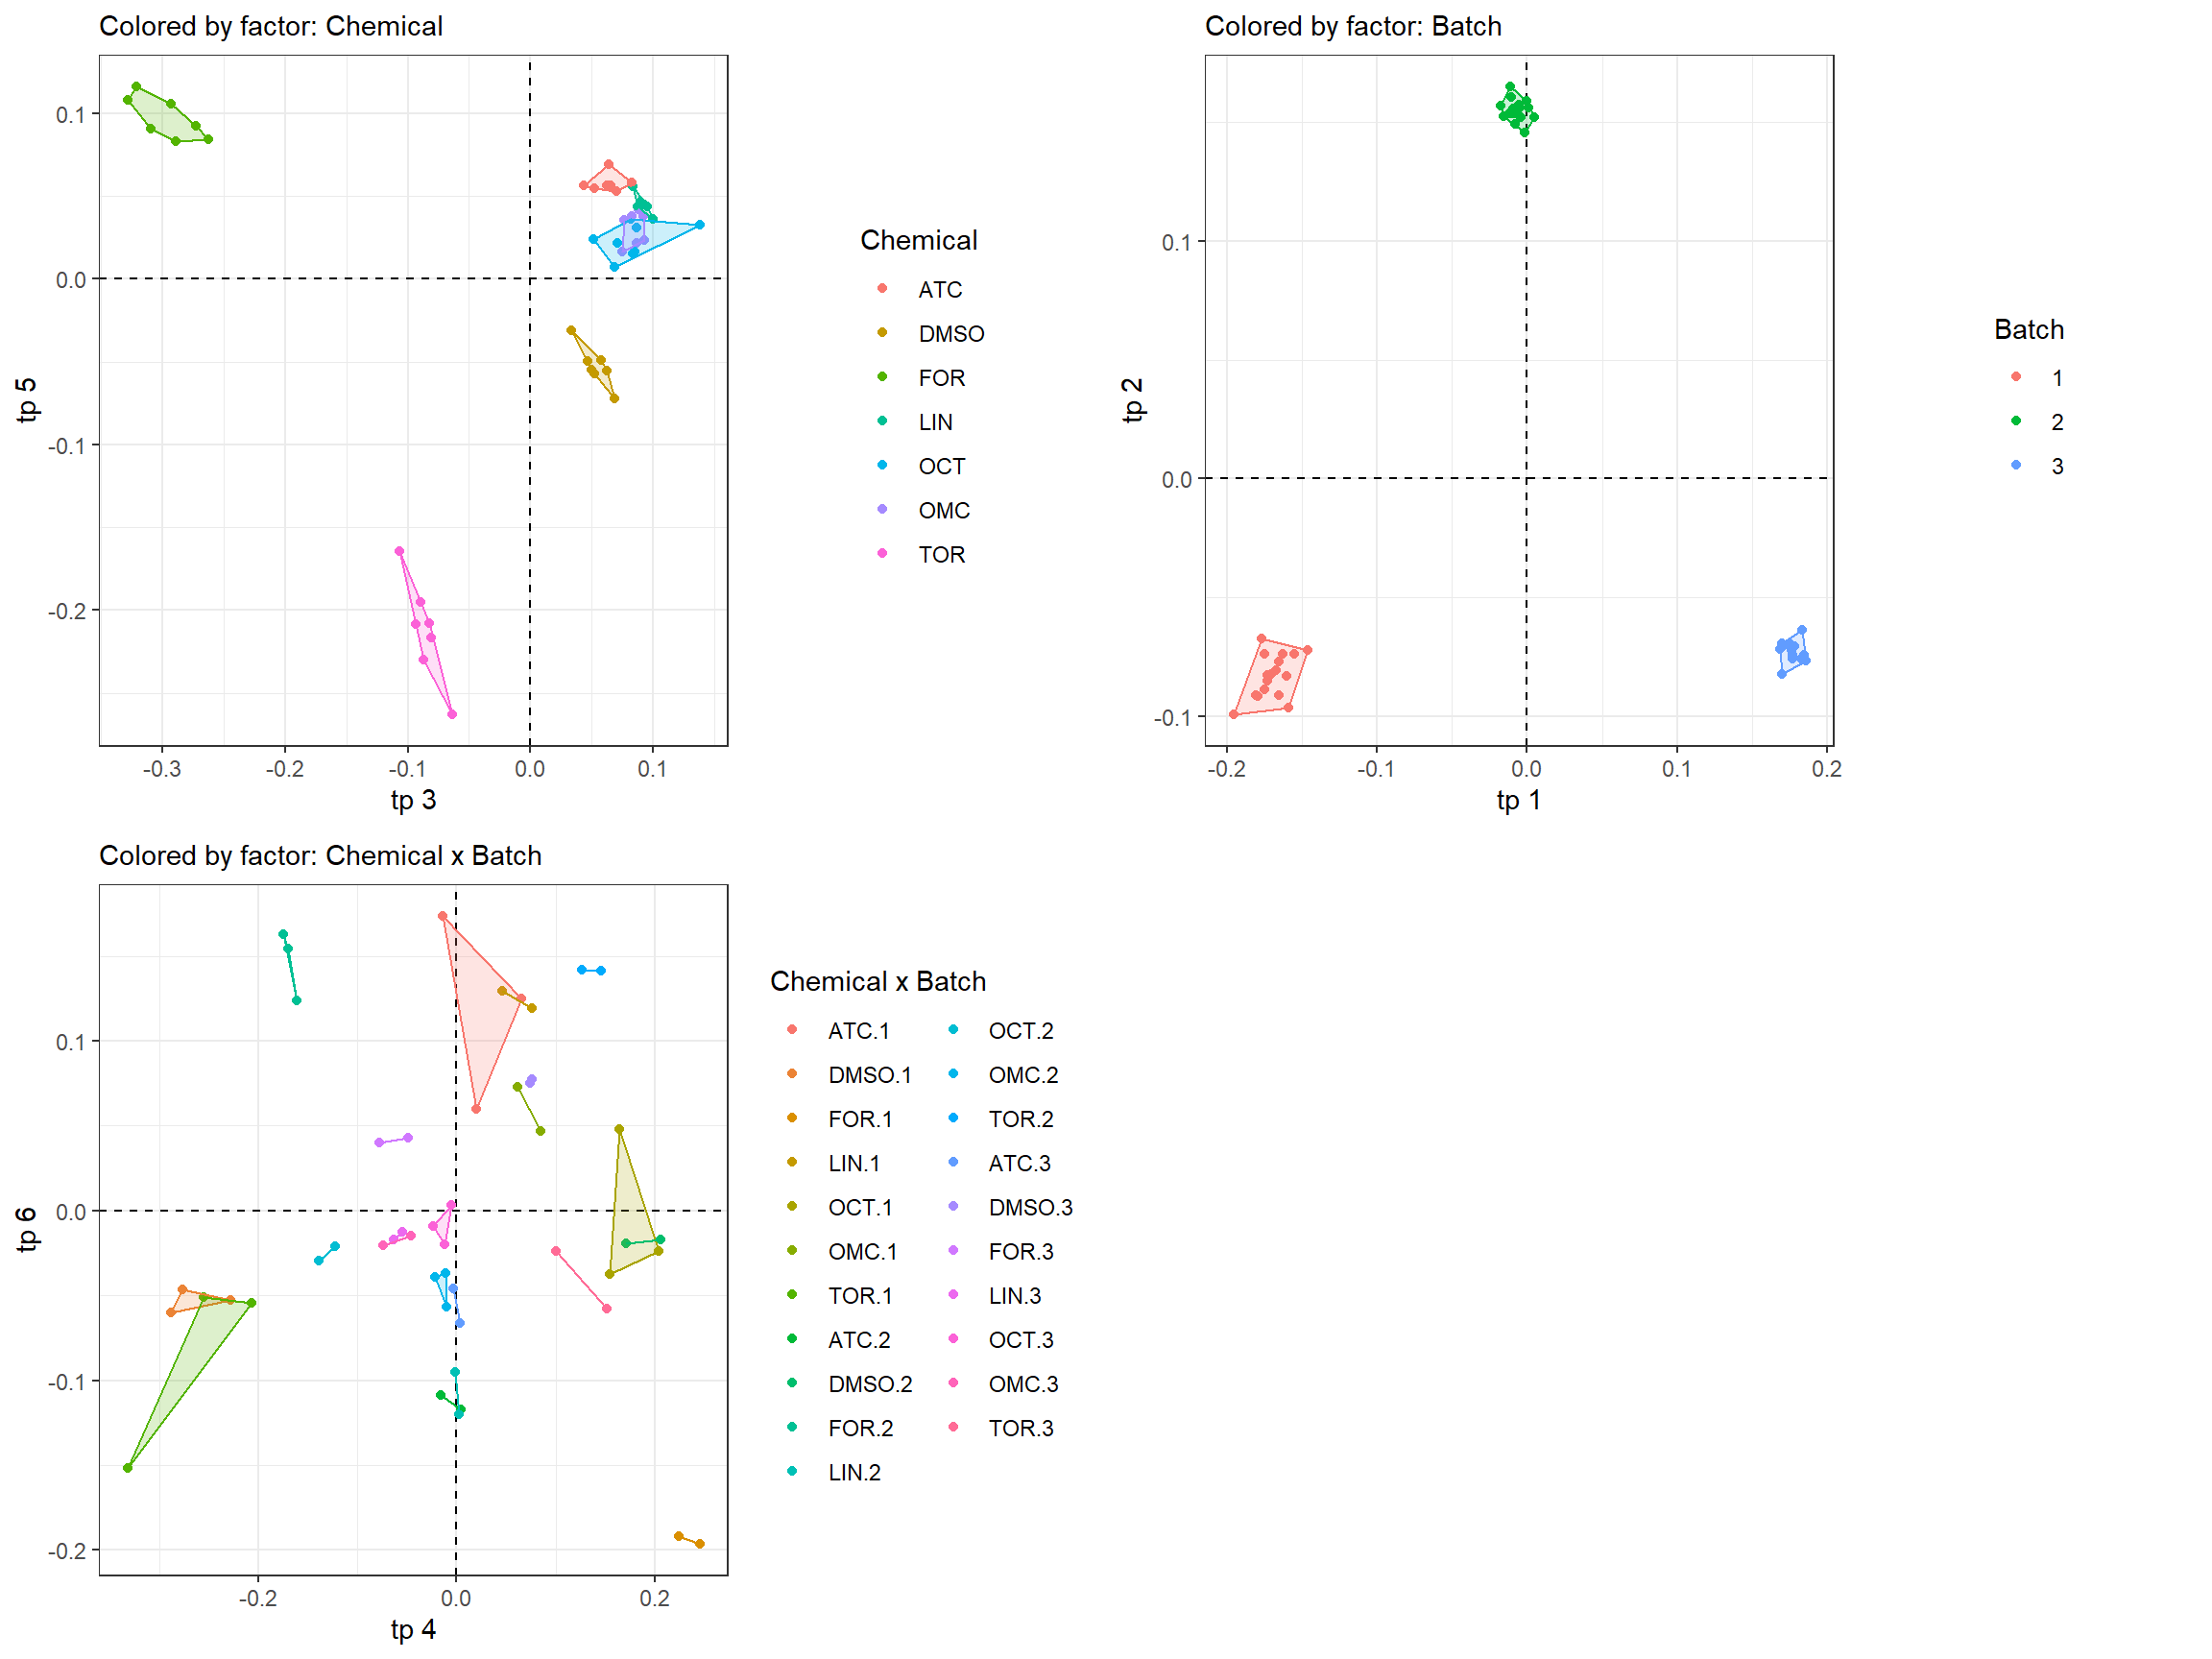 Colored by factor: Chemical
0.1
0.0
-0.1
-0.2
tp 5
-0.3
-0.2
-0.1
0.0
0.1
tp 3
Chemical
ATC
DMSO
FOR
LIN
OCT
OMC
TOR
Colored by factor: Batch
0.1
0.0
-0.1
tp 2
-0.2
-0.1
0.0
0.1
0.2
tp 1
Batch
1
2
3
Colored by factor: Chemical x Batch
0.1
0.0
-0.1
-0.2
tp 6
-0.2
0.0
0.2
tp 4
Chemical x Batch
ATC.1
DMSO.1
FOR.1
LIN.1
OCT.1
OMC.1
TOR.1
ATC.2
DMSO.2
FOR.2
LIN.2
OCT.2
OMC.2
TOR.2
ATC.3
DMSO.3
FOR.3
LIN.3
OCT.3
OMC.3
TOR.3